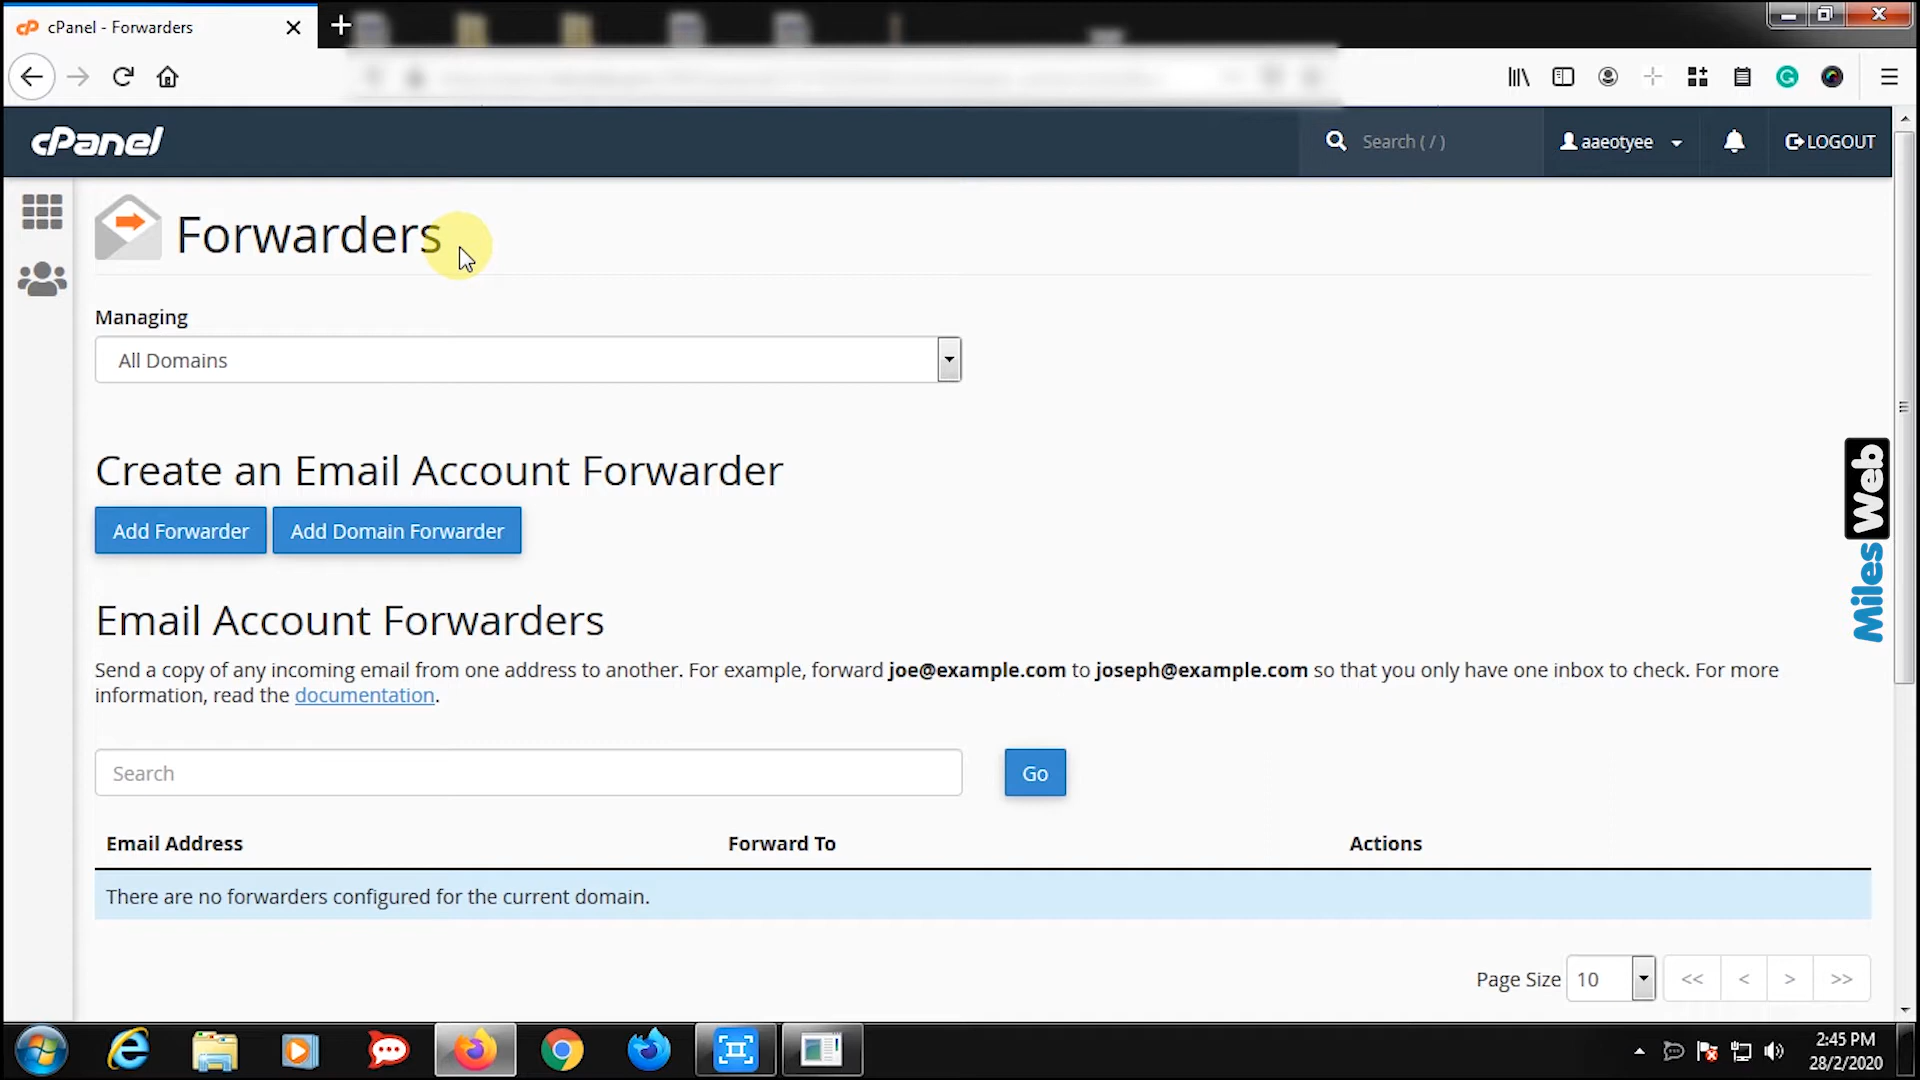 cPanel - Forwarders
cPanel
Search ( / )
aaeotyee
LOGOUT
Forwarders
Managing
All Domains
Create an Email Account Forwarder
Add Forwarder
Add Domain Forwarder
Email Account Forwarders
Send a copy of any incoming email from one address to another. For example, forward joe@example.com to joseph@example.com so that you only have one inbox to check. For more
information, read the documentation.
Search
Go
Email Address Forward To Actions
There are no forwarders configured for the current domain.
Page Size 10 << < > >>
MilesWeb
2:45 PM
28/2/2020